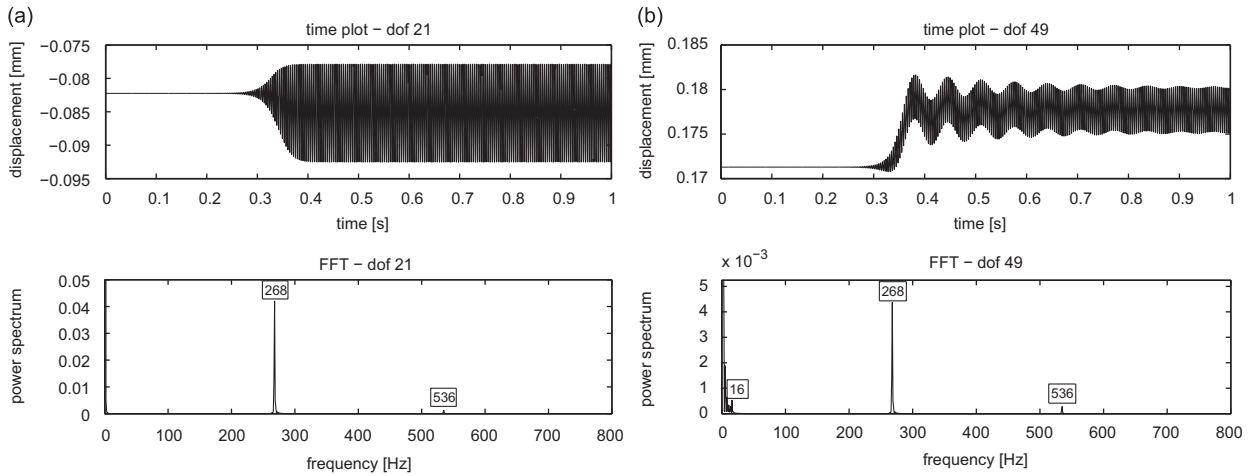 (a)
time plot – dof 21
displacement [mm]
−0.075
−0.08
−0.085
−0.09
−0.095
0 0.1 0.2 0.3 0.4 0.5 0.6 0.7 0.8 0.9 1
time [s]
(b)
time plot – dof 49
displacement [mm]
0.185
0.18
0.175
0.17
0 0.1 0.2 0.3 0.4 0.5 0.6 0.7 0.8 0.9 1
time [s]
FFT – dof 21
power spectrum
0.05
0.04
0.03
0.02
0.01
0
268
536
0 100 200 300 400 500 600 700 800
frequency [Hz]
x 10⁻³
FFT – dof 49
power spectrum
5
4
3
2
1
0
16
268
536
0 100 200 300 400 500 600 700 800
frequency [Hz]